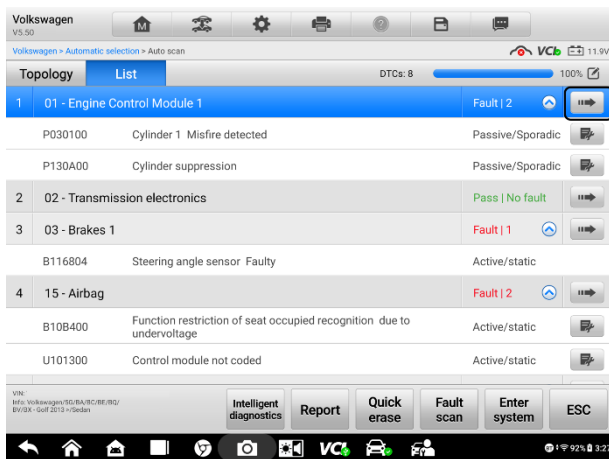 Volkswagen
V5.50
Volkswagen > Automatic selection > Auto scan
VCI 11.9V
Topology List DTCs: 8 100%
1 01 - Engine Control Module 1 Fault | 2
P030100 Cylinder 1 Misfire detected Passive/Sporadic
P130A00 Cylinder suppression Passive/Sporadic
2 02 - Transmission electronics Pass | No fault
3 03 - Brakes 1 Fault | 1
B116804 Steering angle sensor Faulty Active/static
4 15 - Airbag Fault | 2
B10B400 Function restriction of seat occupied recognition due to
undervoltage Active/static
U101300 Control module not coded Active/static
VIN:
Info: Volkswagen/5G/BA/BC/BE/BQ/
BV/BX - Golf 2013 >/Sedan
Intelligent
diagnostics
Report
Quick
erase
Fault
scan
Enter
system
ESC
VCI
92% 3:27